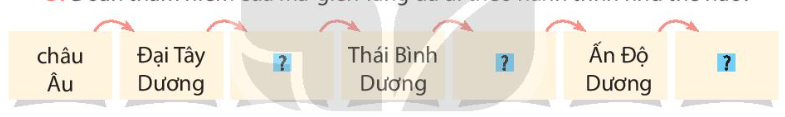 châu
Âu
Đại Tây
Dương
?
Thái Bình
Dương
?
Ấn Độ
Dương
?